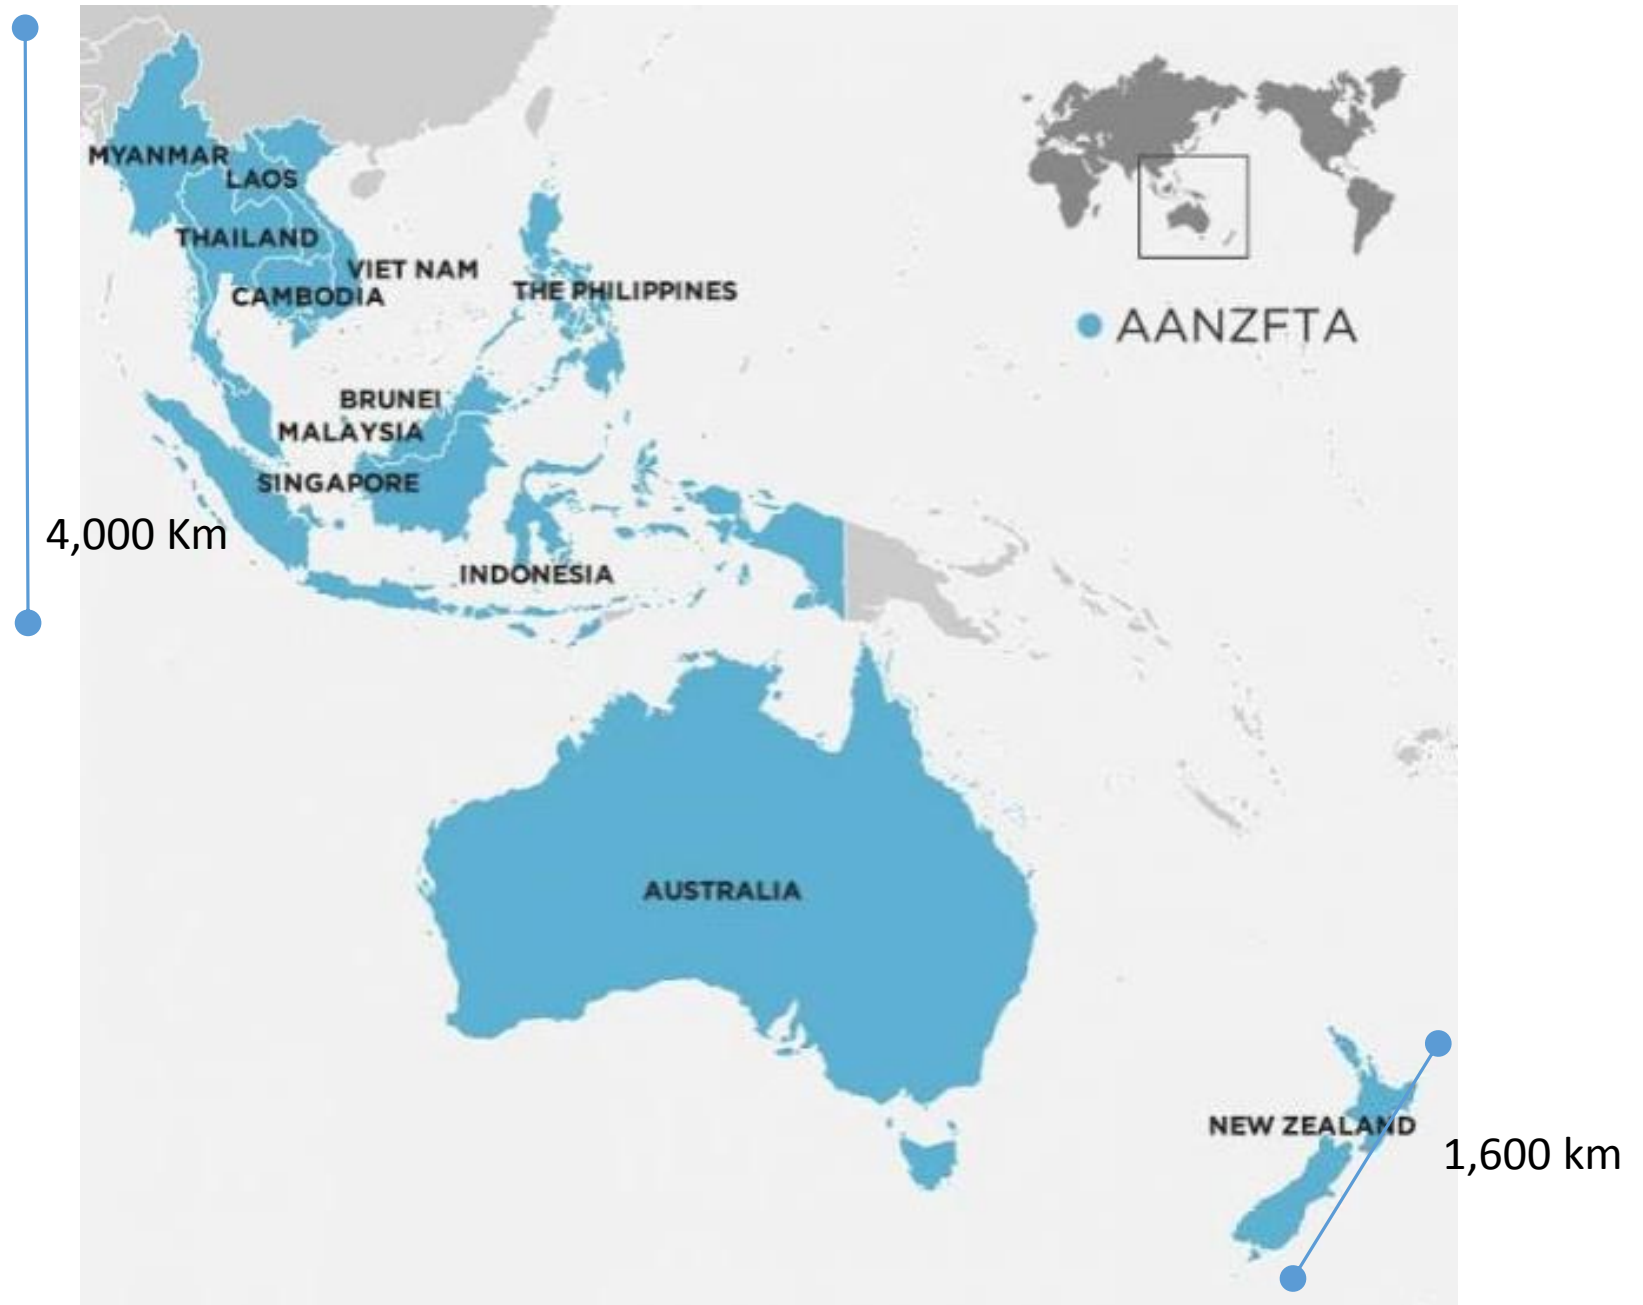 MYANMAR
LAOS
THAILAND
VIET NAM
CAMBODIA
THE PHILIPPINES
AANZFTA
BRUNEI
MALAYSIA
SINGAPORE
4,000 Km
INDONESIA
AUSTRALIA
NEW ZEALAND
1,600 km